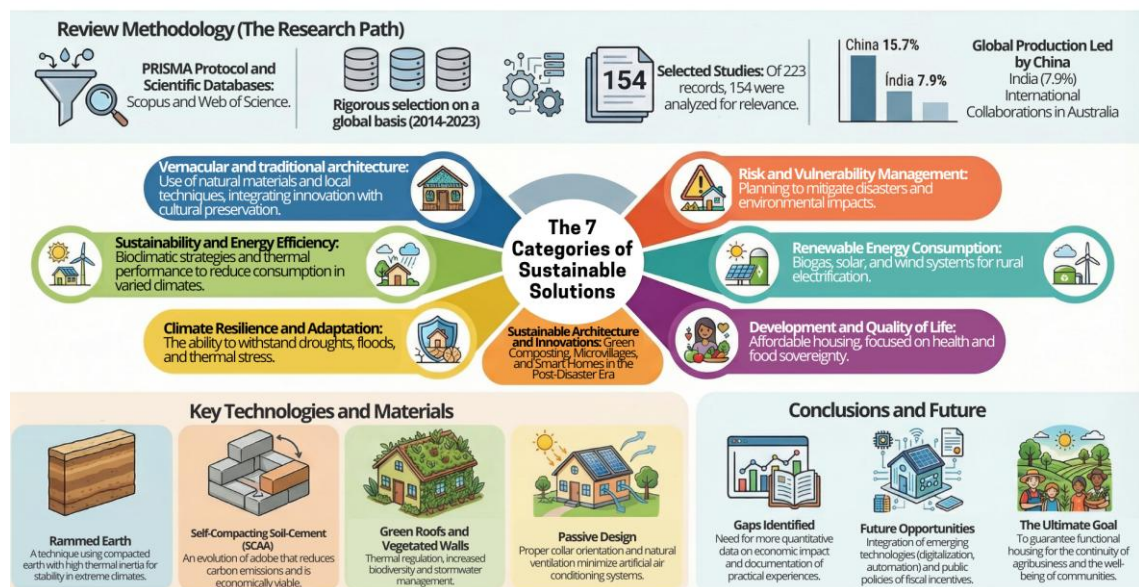 Review Methodology (The Research Path)
PRISMA Protocol and
Scientific Databases:
Scopus and Web of Science.
Rigorous selection on a
global basis (2014-2023)
154
Selected Studies: Of 223
records, 154 were
analyzed for relevance.
China 15.7%
Índia 7.9%
Global Production Led
by China
India (7.9%)
International
Collaborations in Australia
Vernacular and traditional architecture:
Use of natural materials and local
techniques, integrating innovation with
cultural preservation.
Sustainability and Energy Efficiency:
Bioclimatic strategies and thermal
performance to reduce consumption in
varied climates.
Climate Resilience and Adaptation:
The ability to withstand droughts, floods,
and thermal stress.
The 7
Categories of
Sustainable
Solutions
Sustainable Architecture
and Innovations: Green
Composting, Microvillages,
and Smart Homes in the
Post-Disaster Era
Risk and Vulnerability Management:
Planning to mitigate disasters and
environmental impacts.
Renewable Energy Consumption:
Biogas, solar, and wind systems for rural
electrification.
Development and Quality of Life:
Affordable housing, focused on health and
food sovereignty.
Key Technologies and Materials
Rammed Earth
A technique using compacted
earth with high thermal inertia for
stability in extreme climates.
Self-Compacting Soil-Cement
(SCAA)
An evolution of adobe that reduces
carbon emissions and is
economically viable.
Green Roofs and
Vegetated Walls
Thermal regulation, increased
biodiversity and stormwater
management.
Passive Design
Proper collar orientation and natural
ventilation minimize artificial air
conditioning systems.
Conclusions and Future
Gaps Identified
Need for more quantitative
data on economic impact
and documentation of
practical experiences.
Future Opportunities
Integration of emerging
technologies (digitalization,
automation) and public
policies of fiscal incentives.
The Ultimate Goal
To guarantee functional
housing for the continuity of
agribusiness and the well-
being of communities.